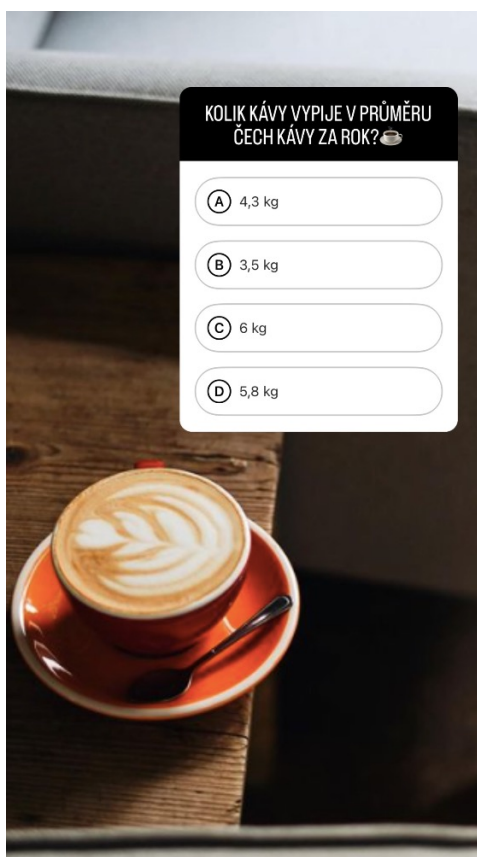 KOLIK KÁVY VYPIJE V PRŮMĚRU
ČECH KÁVY ZA ROK?☕
A 4,3 kg
B 3,5 kg
C 6 kg
D 5,8 kg